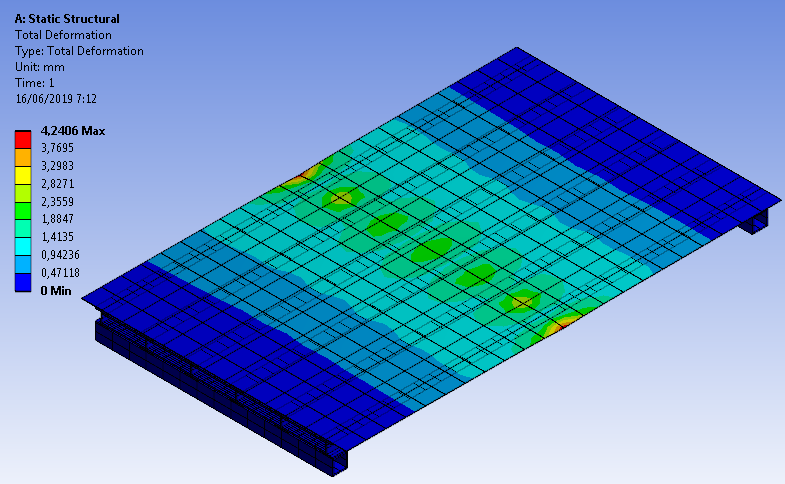 A: Static Structural
Total Deformation
Type: Total Deformation
Unit: mm
Time: 1
16/06/2019 7:12
4,2406 Max
3,7695
3,2983
2,8271
2,3559
1,8847
1,4135
0,94236
0,47118
0 Min